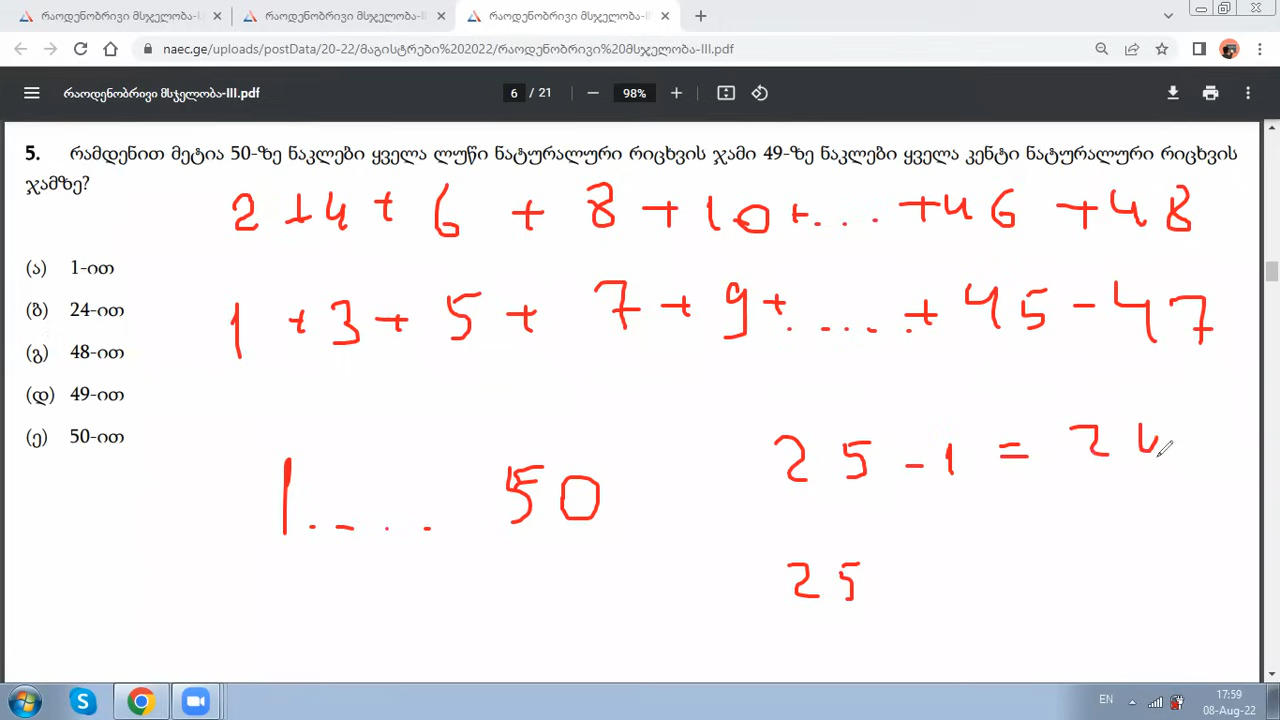 რაოდენობრივი მსჯელობა-III.p
რაოდენობრივი მსჯელობა-III.p
რაოდენობრივი მსჯელობა-III.p
naec.ge/uploads/postData/20-22/მაგისტრები%202022/რაოდენობრივი%20მსჯელობა-III.pdf
რაოდენობრივი მსჯელობა-III.pdf
6 / 21
98%
5. რამდენით მეტია 50-ზე ნაკლები ყველა ლუწი ნატურალური რიცხვის ჯამი 49-ზე ნაკლები ყველა კენტი ნატურალური რიცხვის
ჯამზე?
2 + 4 + 6 + 8 + 10 + ... + 46 + 48
(ა) 1-ით
(ბ) 24-ით
1 + 3 + 5 + 7 + 9 + ..... + 45 - 47
(გ) 48-ით
(დ) 49-ით
(ე) 50-ით
25 - 1 = 24
1 .... 50
25
EN
17:59
08-Aug-22